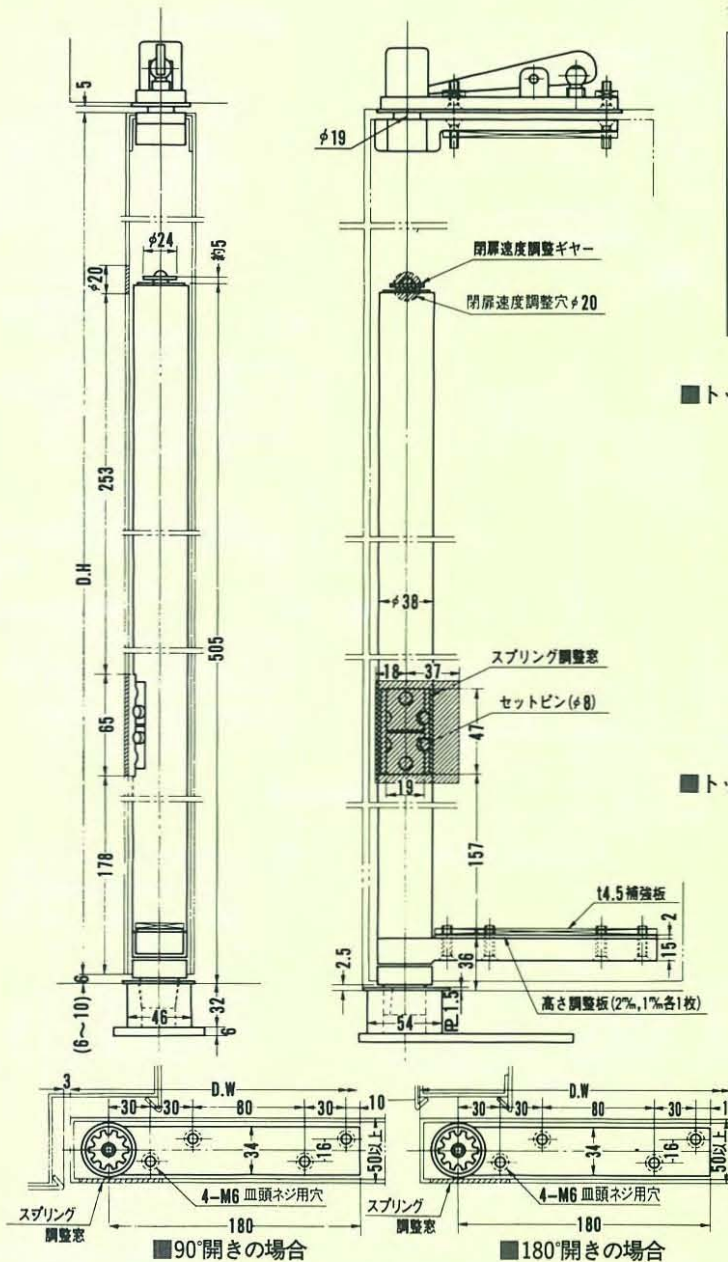 5
φ19
φ24
約5
φ20
閉扉速度調整ギヤー
閉扉速度調整穴φ20
■ト
253
D.H
505
φ38
スプリング調整窓
18
37
セットピン(φ8)
65
47
19
■ト
178
157
t4.5補強板
2
15
36
2.5
高さ調整板(2㎜,1㎜各1枚)
6
(6～10)
46
32
6
54
1.5
3
D.W
30
30
80
30
10
34
16
50以上
4-M6 皿頭ネジ用穴
スプリング
調整窓
180
■90°開きの場合
D.W
30
30
80
30
34
16
50以上
4-M6 皿頭ネジ用穴
スプリング
調整窓
180
■180°開きの場合